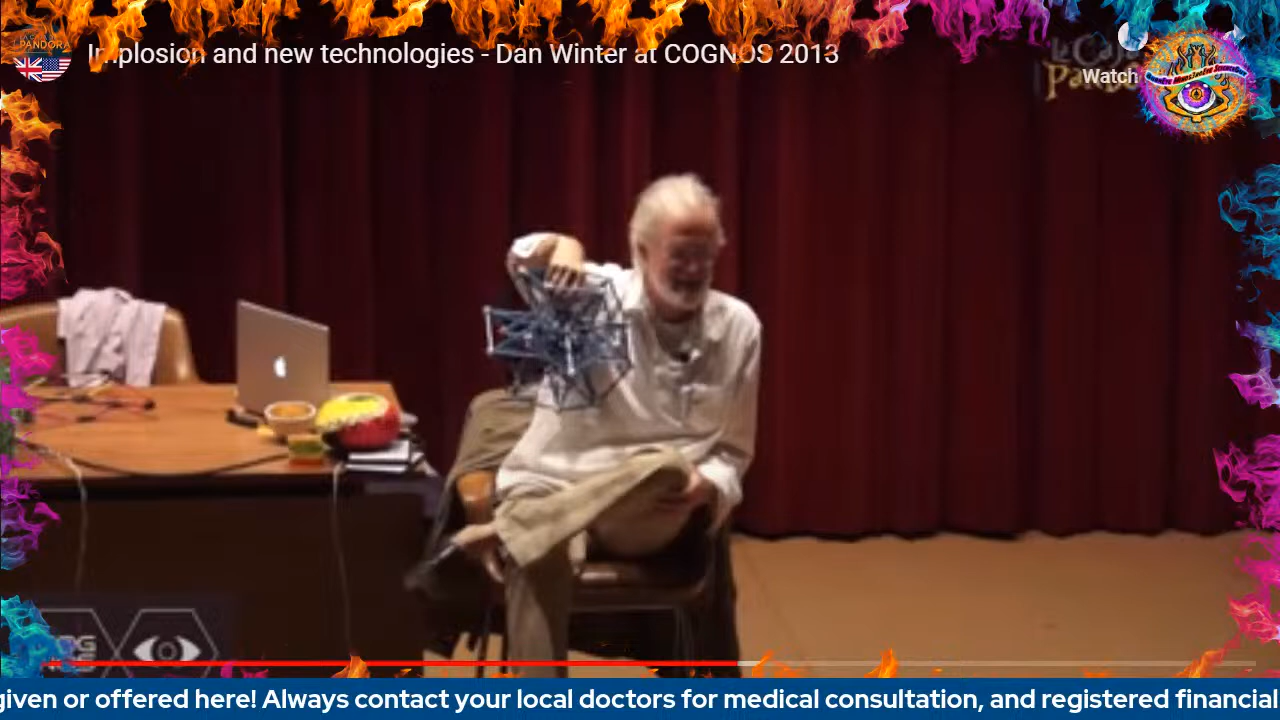 PANDORA
Implosion and new technologies - Dan Winter at COGNOS 2013
Watch
given or offered here! Always contact your local doctors for medical consultation, and registered financial